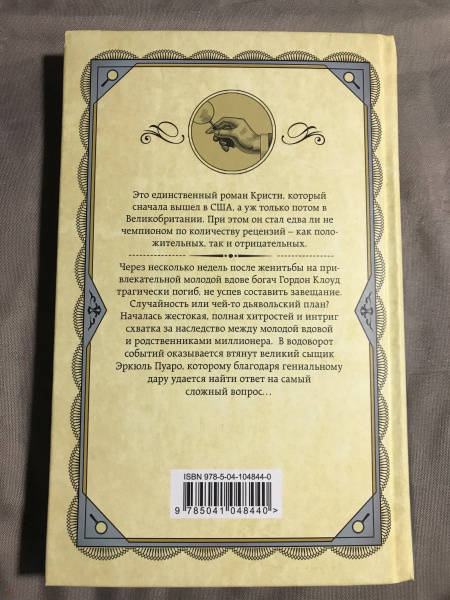 Это единственный роман Кристи, который
сначала вышел в США, а уж только потом в
Великобритании. При этом он стал едва ли не
чемпионом по количеству рецензий – как поло-
жительных, так и отрицательных.
Через несколько недель после женитьбы на при-
влекательной молодой вдове богач Гордон Клоуд
трагически погиб, не успев составить завещание.
Случайность или чей-то дьявольский план?
Началась жестокая, полная хитростей и интриг
схватка за наследство между молодой вдовой
и родственниками миллионера. В водоворот
событий оказывается втянут великий сыщик
Эркюль Пуаро, которому благодаря гениальному
дару удается найти ответ на самый
сложный вопрос…
ISBN 978-5-04-104844-0
9 785041 048440 >